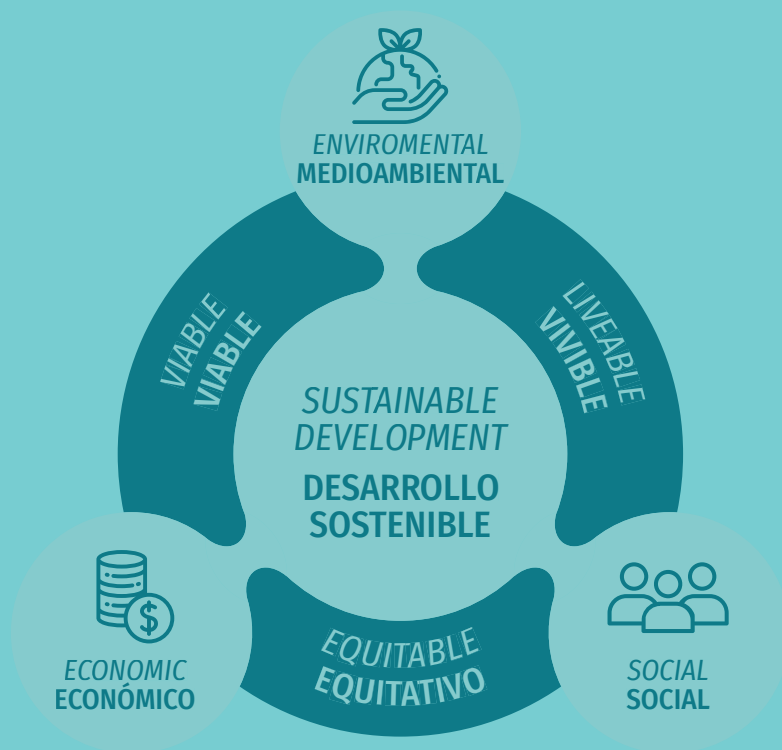 ENVIROMENTAL
MEDIOAMBIENTAL
VIABLE
VIABLE
LIVEABLE
VIVIBLE
SUSTAINABLE
DEVELOPMENT
DESARROLLO
SOSTENIBLE
$
ECONOMIC
ECONÓMICO
EQUITABLE
EQUITATIVO
SOCIAL
SOCIAL